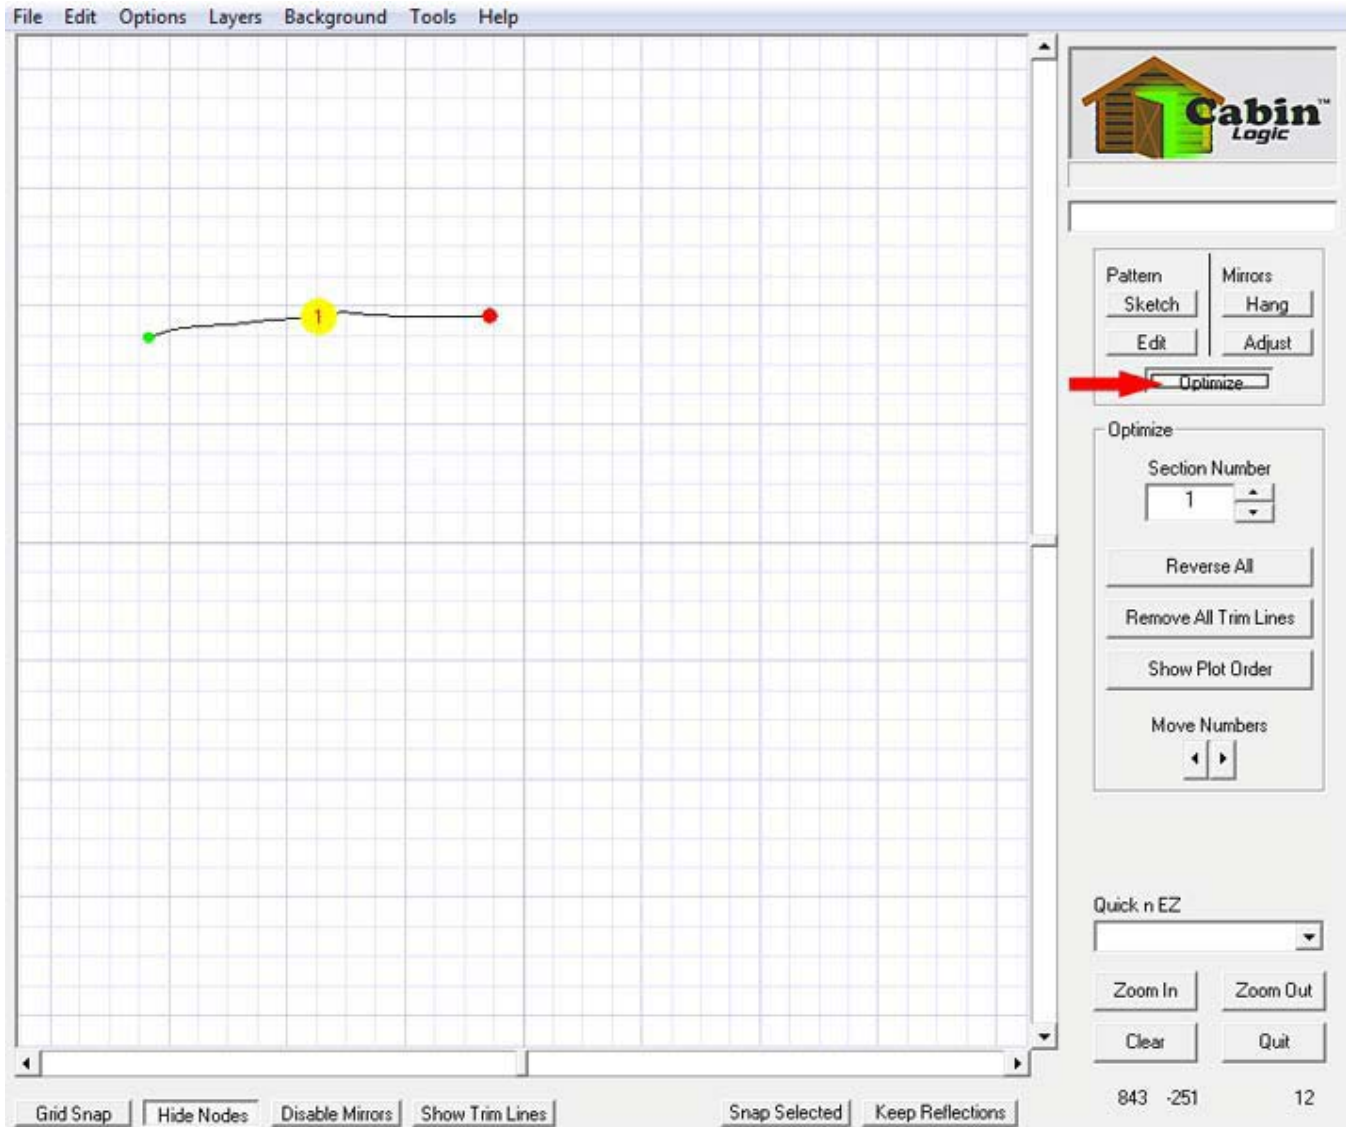 File Edit Options Layers Background Tools Help
Cabin™
Logic
1
Pattern Mirrors
Sketch Hang
Edit Adjust
Optimize
Optimize
Section Number
1
Reverse All
Remove All Trim Lines
Show Plot Order
Move Numbers
Quick n EZ
Zoom In Zoom Out
Clear Quit
843 -251 12
Grid Snap Hide Nodes Disable Mirrors Show Trim Lines Snap Selected Keep Reflections